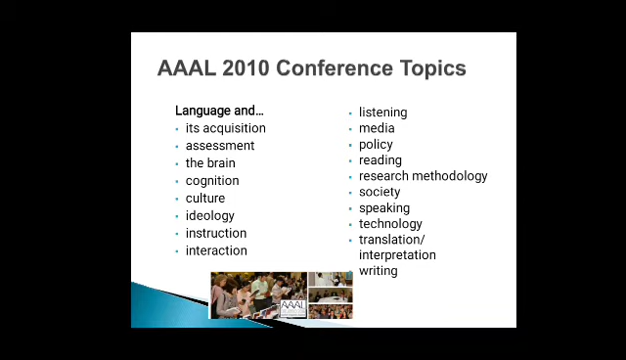 AAAL 2010 Conference Topics
Language and...
its acquisition
assessment
the brain
cognition
culture
ideology
instruction
interaction
listening
media
policy
reading
research methodology
society
speaking
technology
translation/
interpretation
writing
AAAL